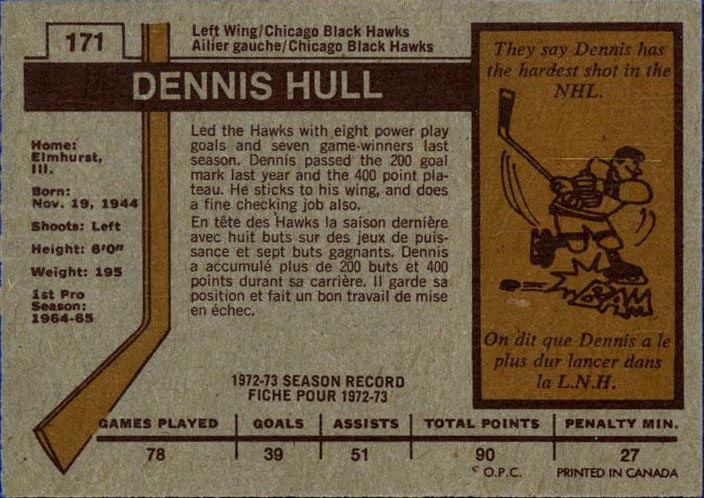 171
Left Wing/Chicago Black Hawks
Ailier gauche/Chicago Black Hawks
DENNIS HULL
Home:
Elmhurst,
Ill.
Born:
Nov. 19, 1944
Shoots: Left
Height: 6'0"
Weight: 195
1st Pro
Season:
1964-65
Led the Hawks with eight power play
goals and seven game-winners last
season. Dennis passed the 200 goal
mark last year and the 400 point pla-
teau. He sticks to his wing, and does
a fine checking job also.
En tête des Hawks la saison dernière
avec huit buts sur des jeux de puis-
sance et sept buts gagnants. Dennis
a accumulé plus de 200 buts et 400
points durant sa carrière. Il garde sa
position et fait un bon travail de mise
en échec.
They say Dennis has
the hardest shot in the
NHL.
WHAM
On dit que Dennis a le
plus dur lancer dans
la L.N.H.
1972-73 SEASON RECORD
FICHE POUR 1972-73
GAMES PLAYED GOALS ASSISTS TOTAL POINTS PENALTY MIN.
78 39 51 90 27
© O.P.C. PRINTED IN CANADA